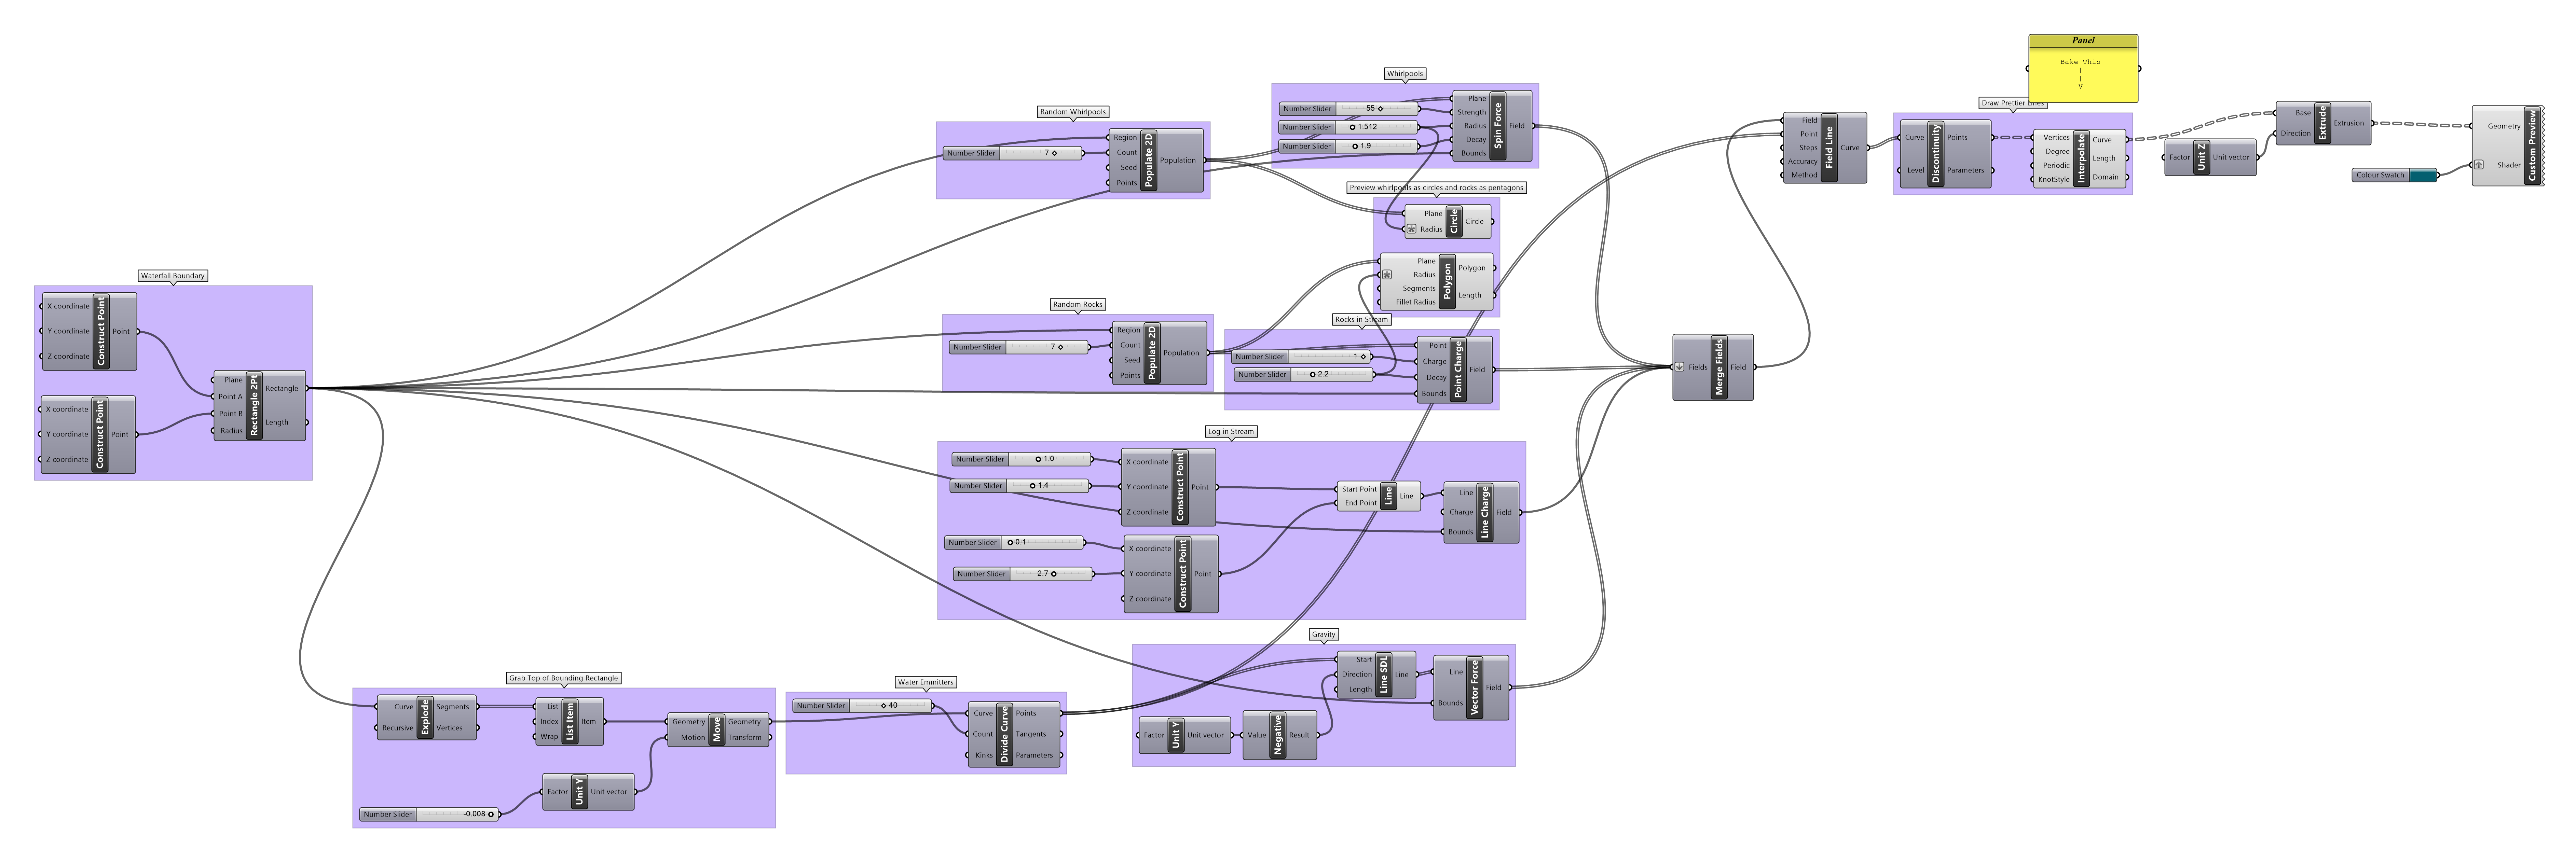 Waterfall Boundary
X coordinate
Y coordinate
Z coordinate
Construct Point
Point
X coordinate
Y coordinate
Z coordinate
Construct Point
Point
Plane
Point A
Point B
Radius
Rectangle 2Pt
Rectangle
Length
Grab Top of Bounding Rectangle
Curve
Recursive
Explode
Segments
Vertices
List
Index
Wrap
List Item
Item
Geometry
Motion
Move
Geometry
Transform
Number Slider -0.008
Factor
Unit Y
Unit vector
Water Emmitters
Number Slider 40
Curve
Count
Kinks
Divide Curve
Points
Tangents
Parameters
Random Whirlpools
Number Slider 7
Region
Count
Seed
Points
Populate 2D
Population
Random Rocks
Number Slider 7
Region
Count
Seed
Points
Populate 2D
Population
Whirlpools
Number Slider 55
Number Slider 1.512
Number Slider 1.9
Plane
Strength
Radius
Decay
Bounds
Spin Force
Field
Preview whirlpools as circles and rocks as pentagons
Plane
Radius
Circle
Circle
Plane
Radius
Segments
Fillet Radius
Polygon
Polygon
Length
Rocks in Stream
Number Slider 1
Number Slider 2.2
Point
Charge
Decay
Bounds
Point Charge
Field
Log in Stream
Number Slider 1.0
Number Slider 1.4
X coordinate
Y coordinate
Z coordinate
Construct Point
Point
Number Slider 0.1
Number Slider 2.7
X coordinate
Y coordinate
Z coordinate
Construct Point
Point
Start Point
End Point
Line
Line
Line
Charge
Bounds
Line Charge
Field
Gravity
Factor
Unit Y
Unit vector
Value
Negative
Result
Start
Direction
Length
Line SDL
Line
Line
Bounds
Vector Force
Field
Fields
Merge Fields
Field
Field
Point
Steps
Accuracy
Method
Field Line
Curve
Draw Prettier Lines
Curve
Level
Discontinuity
Points
Parameters
Vertices
Degree
Periodic
KnotStyle
Interpolate
Curve
Length
Domain
Panel
Bake This
|
|
V
Factor
Unit Z
Unit vector
Base
Direction
Extrude
Extrusion
Colour Swatch
Geometry
Shader
Custom Preview